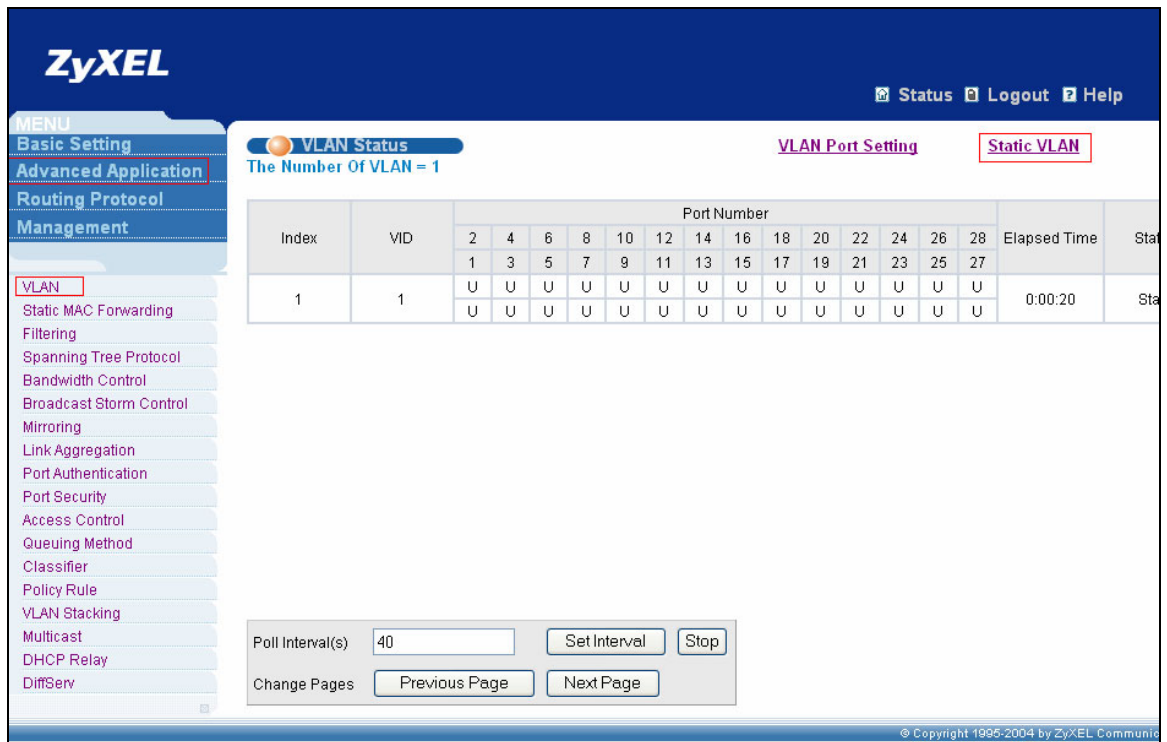 ZyXEL
Status Logout Help
MENU
Basic Setting
Advanced Application
Routing Protocol
Management
VLAN
Static MAC Forwarding
Filtering
Spanning Tree Protocol
Bandwidth Control
Broadcast Storm Control
Mirroring
Link Aggregation
Port Authentication
Port Security
Access Control
Queuing Method
Classifier
Policy Rule
VLAN Stacking
Multicast
DHCP Relay
DiffServ
VLAN Status
VLAN Port Setting
Static VLAN
The Number Of VLAN = 1
Port Number
Index VID 2 4 6 8 10 12 14 16 18 20 22 24 26 28 Elapsed Time Stat
1 3 5 7 9 11 13 15 17 19 21 23 25 27
U U U U U U U U U U U U U U
1 1 0:00:20 Sta
U U U U U U U U U U U U U U
Poll Interval(s) 40 Set Interval Stop
Change Pages Previous Page Next Page
© Copyright 1995-2004 by ZyXEL Communic